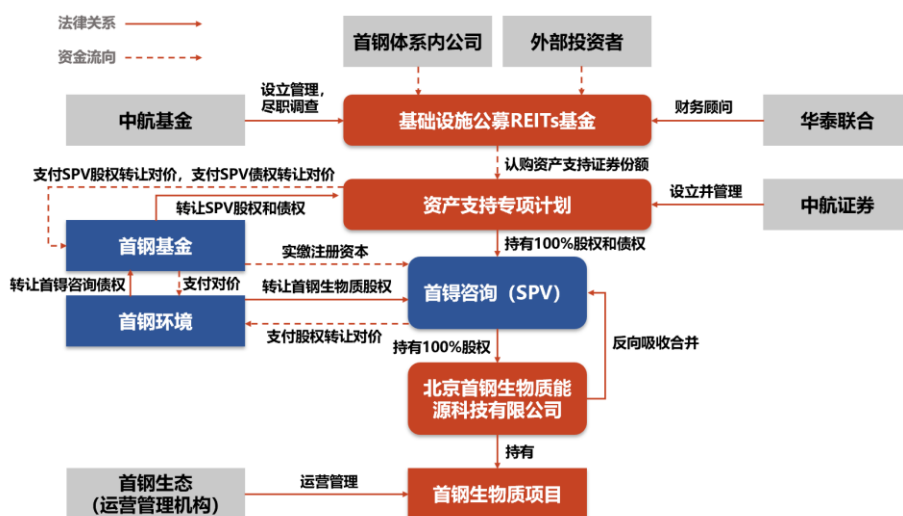 法律关系
资金流向
首钢体系内公司
外部投资者
中航基金
设立管理，
尽职调查
基础设施公募REITs基金
财务顾问
华泰联合
支付SPV股权转让对价，支付SPV债权转让对价
认购资产支持证券份额
转让SPV股权和债权
资产支持专项计划
设立并管理
中航证券
首钢基金
实缴注册资本
持有100%股权和债权
转让首锝咨询债权
支付对价
转让首钢生物质股权
首锝咨询（SPV）
首钢环境
支付股权转让对价
持有100%股权
反向吸收合并
北京首钢生物质能
源科技有限公司
持有
首钢生态
（运营管理机构）
运营管理
首钢生物质项目